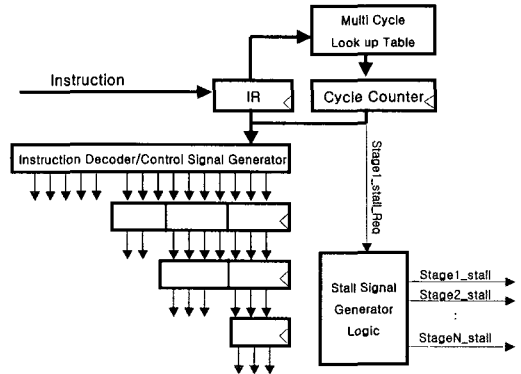 Multi Cycle
Look up Table
Instruction
IR
Cycle Counter
Instruction Decoder/Control Signal Generator
Stage1_stall_Req
Stall Signal
Generator
Logic
Stage1_stall
Stage2_stall
:
StageN_stall